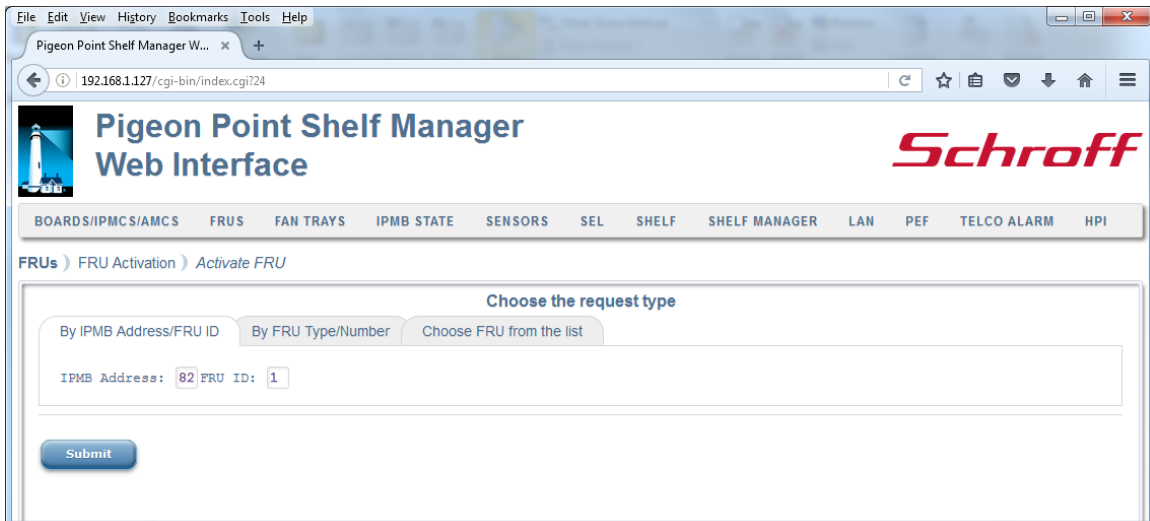 File Edit View History Bookmarks Tools Help
Pigeon Point Shelf Manager W... × +
192.168.1.127/cgi-bin/index.cgi?24
Pigeon Point Shelf Manager
Web Interface
Schroff
BOARDS/IPMCS/AMCS FRUS FAN TRAYS IPMB STATE SENSORS SEL SHELF SHELF MANAGER LAN PEF TELCO ALARM HPI
FRUs ) FRU Activation ) Activate FRU
Choose the request type
By IPMB Address/FRU ID By FRU Type/Number Choose FRU from the list
IPMB Address: 82 FRU ID: 1
Submit